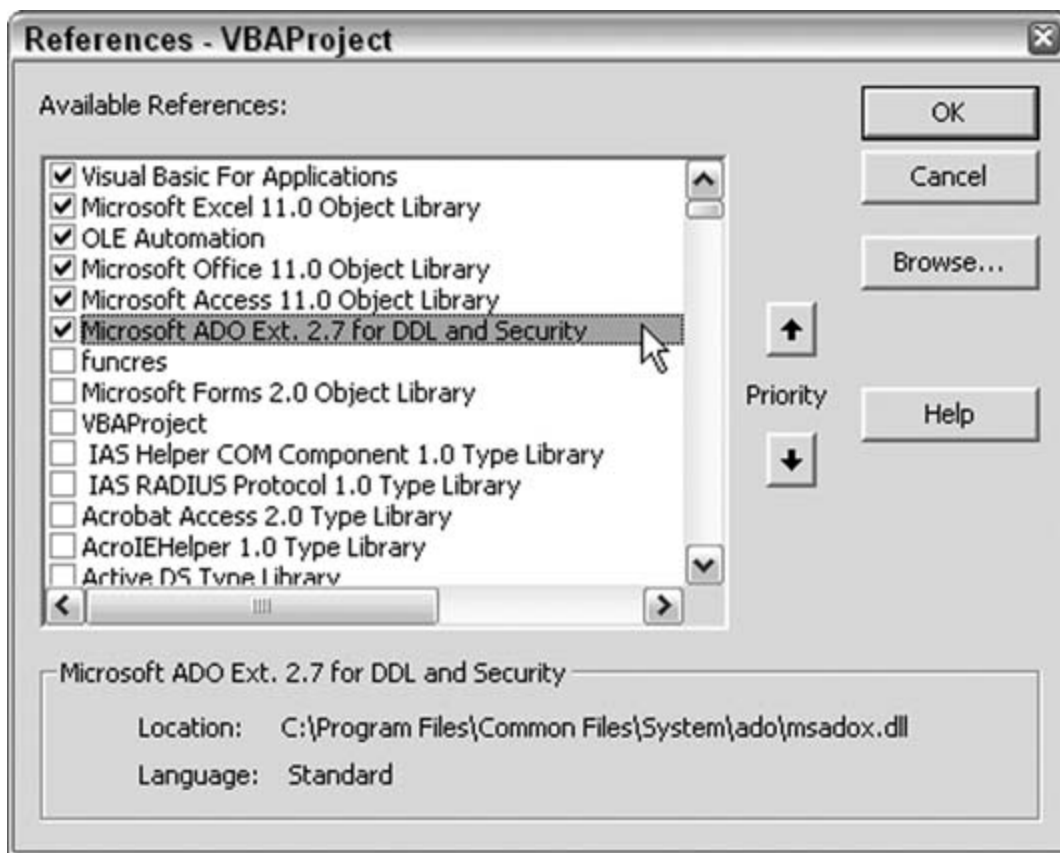 References - VBAProject
Available References:
OK
Cancel
Browse...
Help
Priority
Visual Basic For Applications
Microsoft Excel 11.0 Object Library
OLE Automation
Microsoft Office 11.0 Object Library
Microsoft Access 11.0 Object Library
Microsoft ADO Ext. 2.7 for DDL and Security
funcres
Microsoft Forms 2.0 Object Library
VBAProject
IAS Helper COM Component 1.0 Type Library
IAS RADIUS Protocol 1.0 Type Library
Acrobat Access 2.0 Type Library
AcroIEHelper 1.0 Type Library
Active DS Type Library
Microsoft ADO Ext. 2.7 for DDL and Security
Location: C:\Program Files\Common Files\System\ado\msadox.dll
Language: Standard